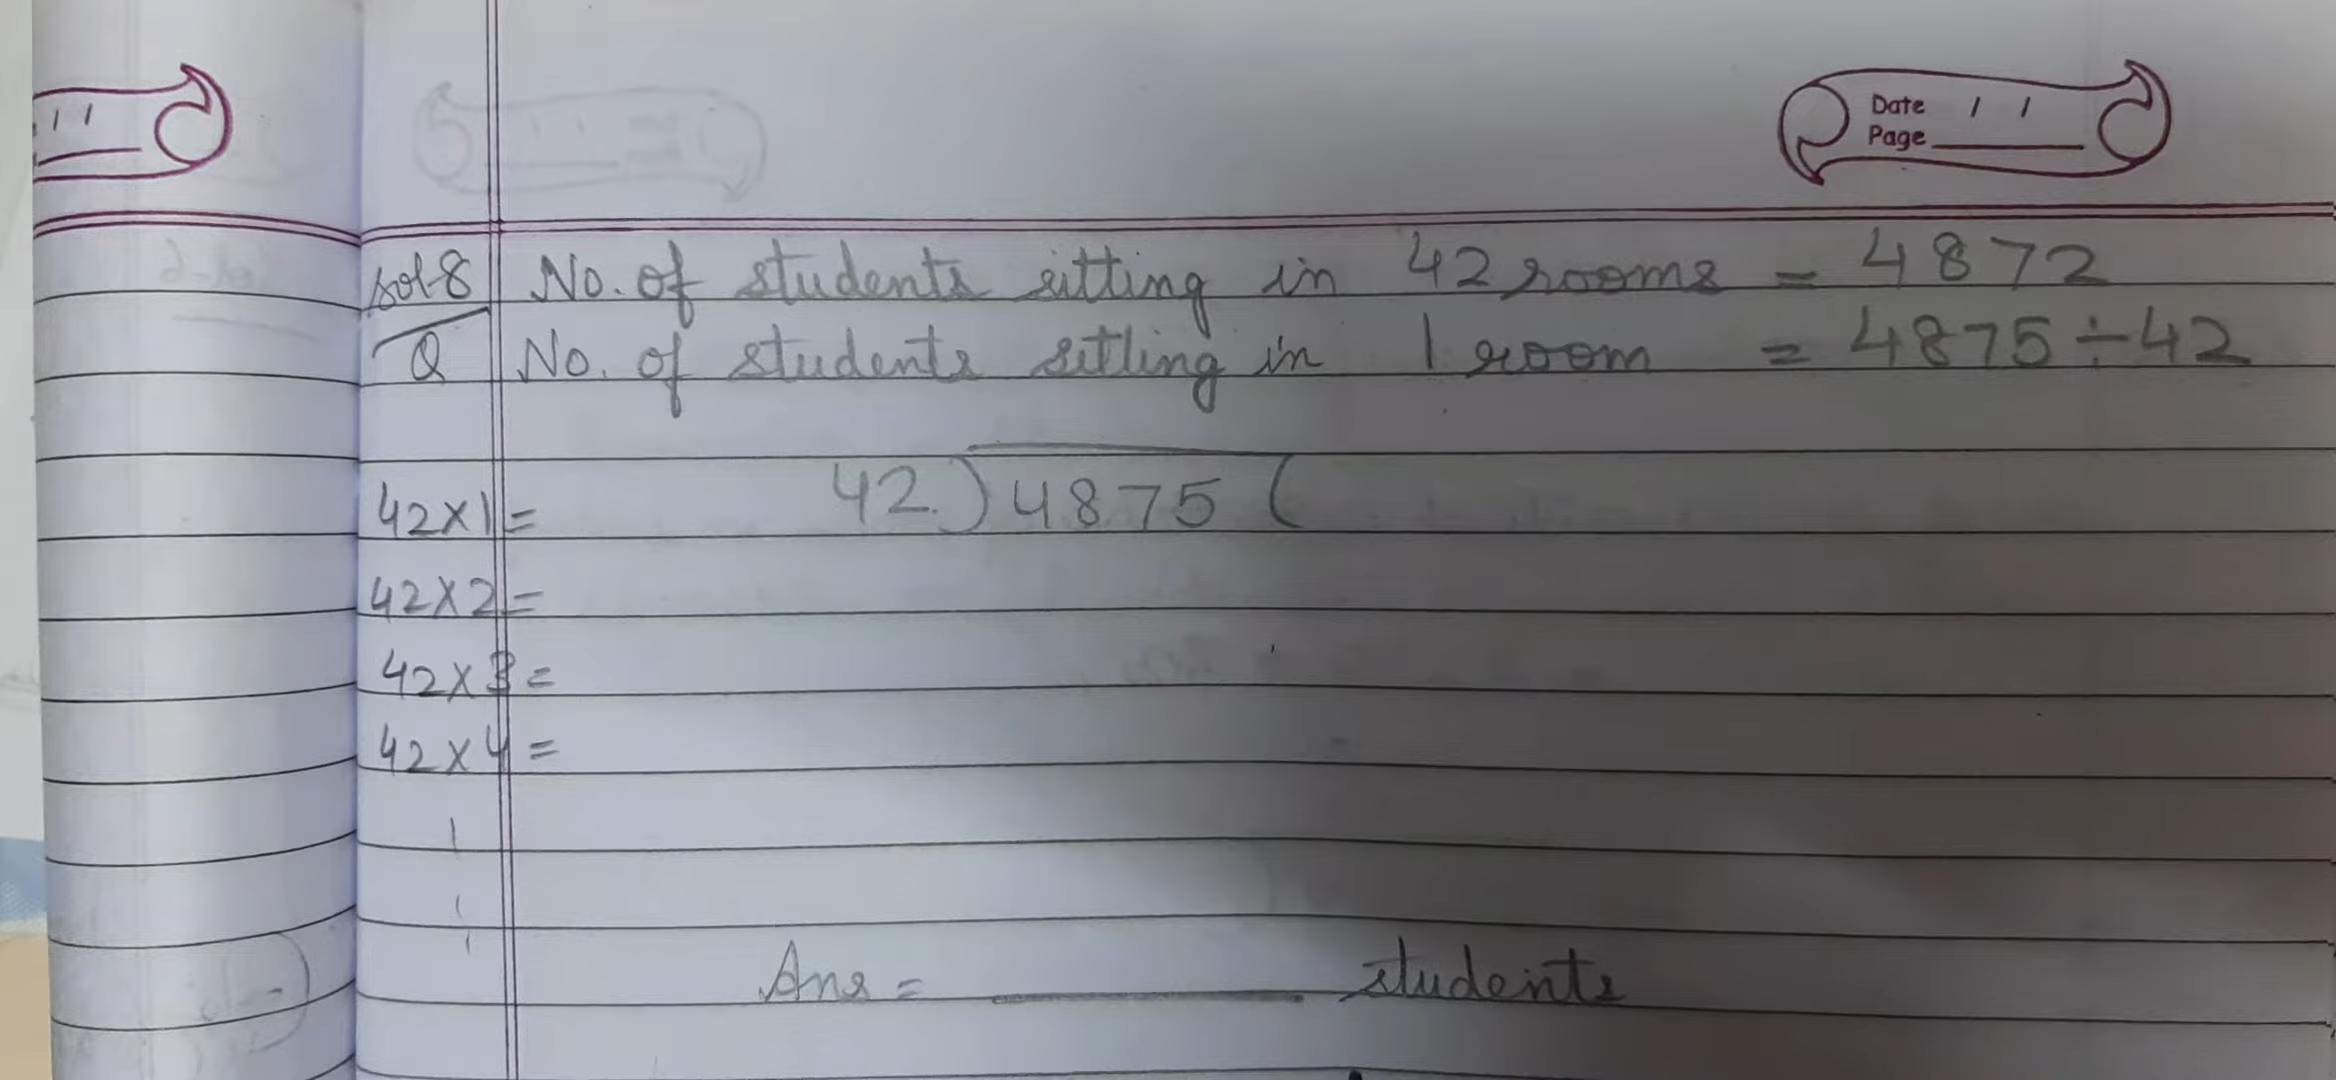 Date / /
Page
Sol-8 No. of students sitting in 42 rooms = 4872
Q No. of students sitting in 1 room = 4875 ÷ 42
42 ) 4875 (
42 x 1 =
42 x 2 =
42 x 3 =
42 x 4 =
Ans = ______ students